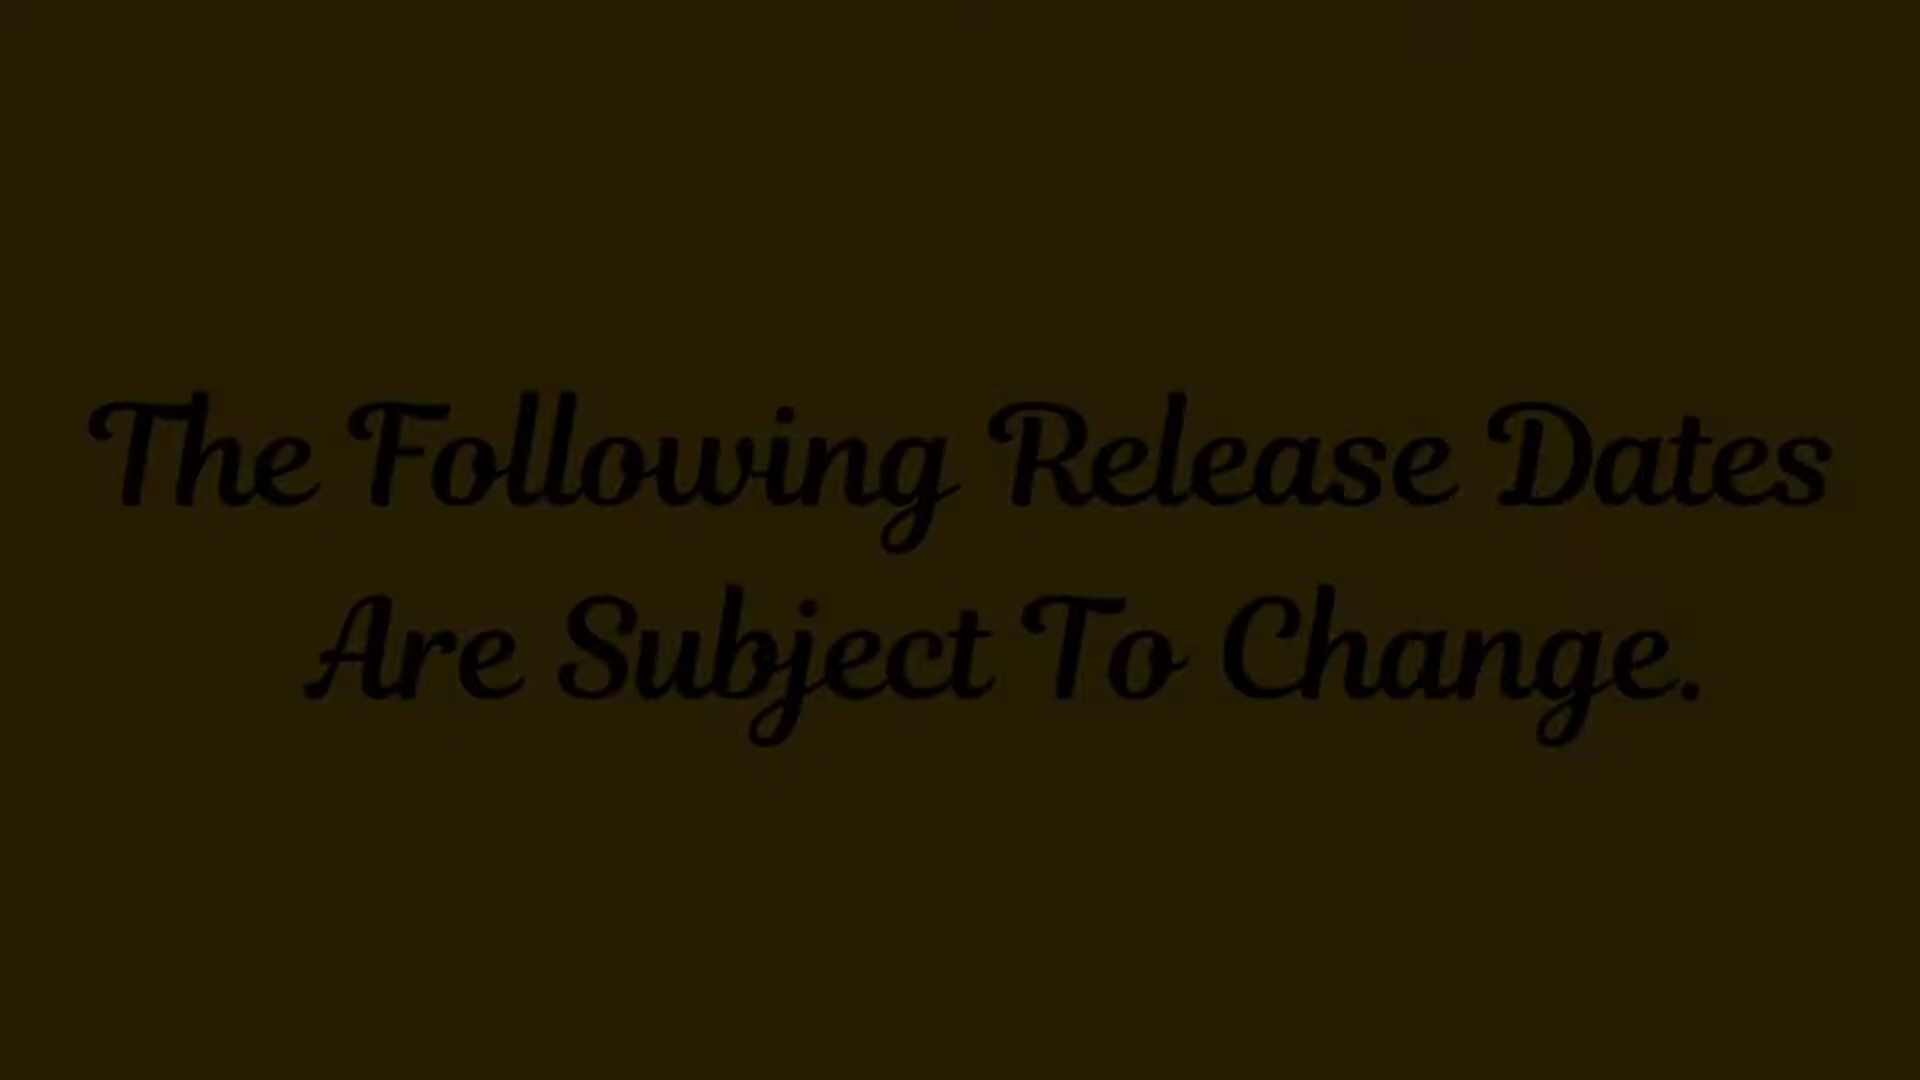 The Following Release Dates
Are Subject To Change.